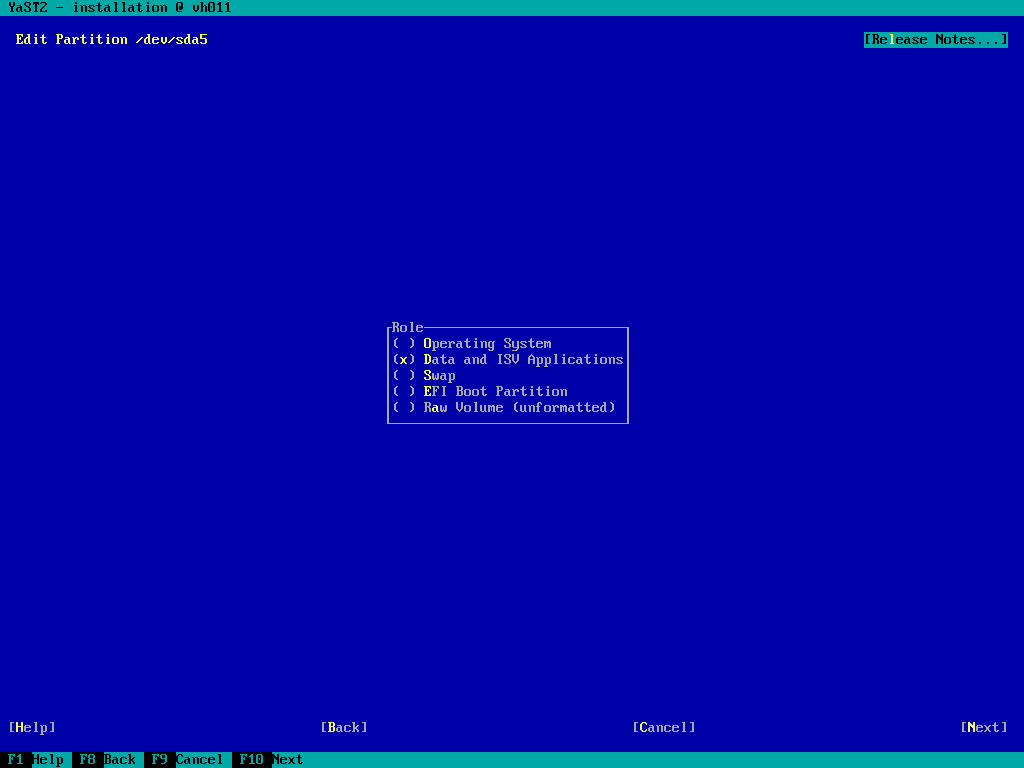 YaST2 - installation @ vh011
Edit Partition /dev/sda5 [Release Notes...]
Role
( ) Operating System
(x) Data and ISV Applications
( ) Swap
( ) EFI Boot Partition
( ) Raw Volume (unformatted)
[Help] [Back] [Cancel] [Next]
F1 Help F8 Back F9 Cancel F10 Next